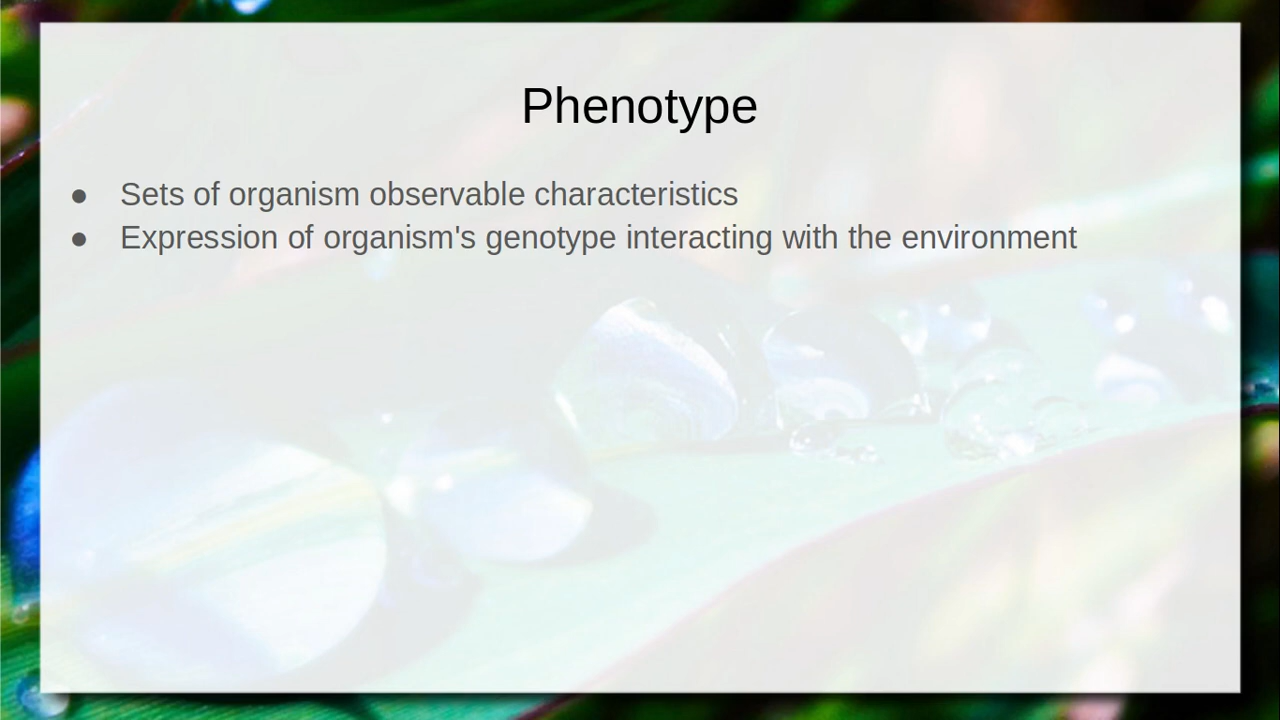 Phenotype
● Sets of organism observable characteristics
● Expression of organism's genotype interacting with the environment